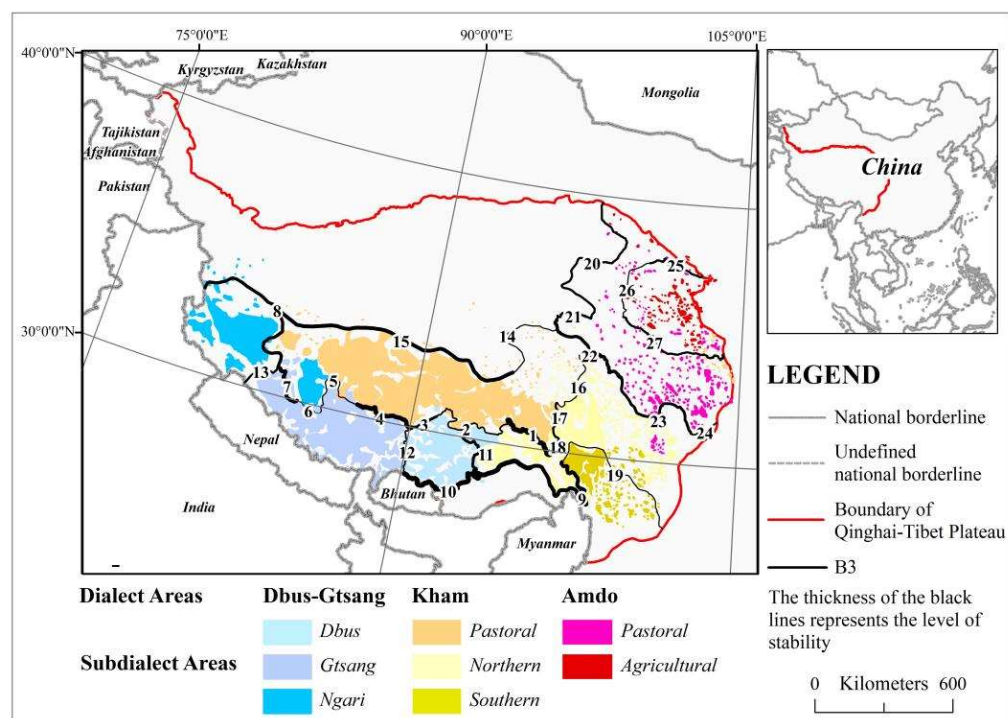 75°00'0"E
90°00'0"E
105°00'0"E
40°0'0"N
30°0'0"N
Kyrgyzstan
Kazakhstan
Mongolia
Tajikistan
Afghanistan
Pakistan
Nepal
India
Bhutan
Myanmar
China
20
25
26
21
27
8
15
14
22
13
7
5
16
6
4
3
2
1
17
23
24
12
11
18
19
10
9
LEGEND
National borderline
Undefined
national borderline
Boundary of
Qinghai-Tibet Plateau
B3
The thickness of the black
lines represents the level of
stability
0 Kilometers 600
Dialect Areas Dbus-Gtsang Kham Amdo
Dbus Pastoral Pastoral
Subdialect Areas Gtsang Northern Agricultural
Ngari Southern